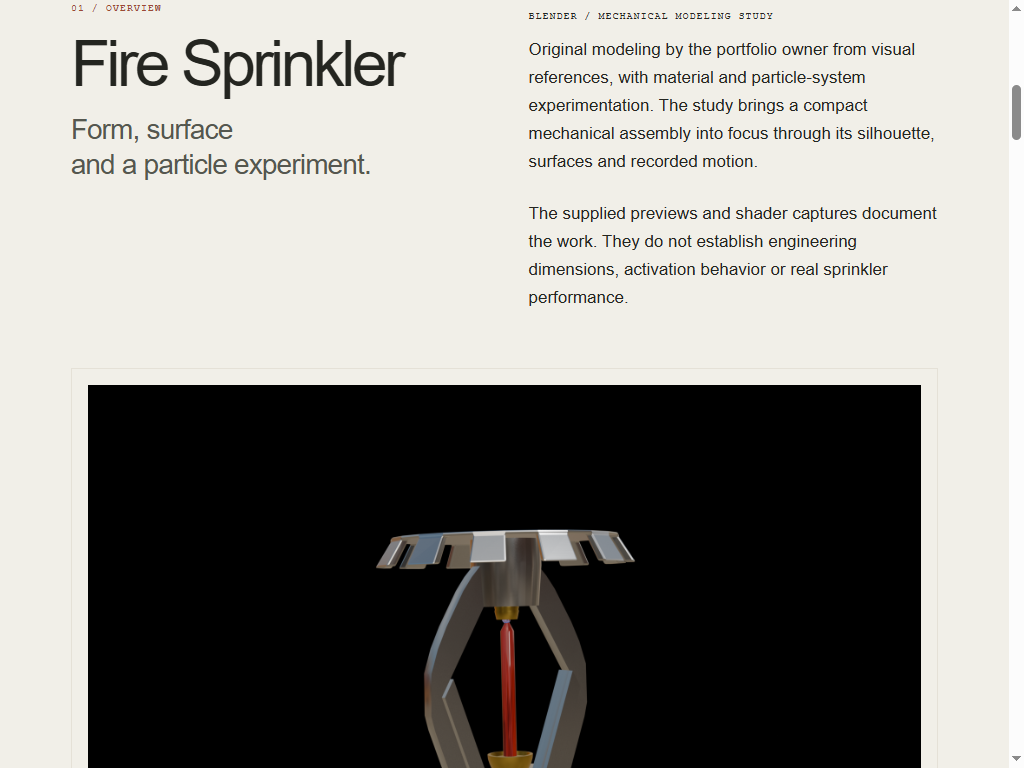 01 / OVERVIEW
Fire Sprinkler
Form, surface
and a particle experiment.
BLENDER / MECHANICAL MODELING STUDY
Original modeling by the portfolio owner from visual
references, with material and particle-system
experimentation. The study brings a compact
mechanical assembly into focus through its silhouette,
surfaces and recorded motion.
The supplied previews and shader captures document
the work. They do not establish engineering
dimensions, activation behavior or real sprinkler
performance.